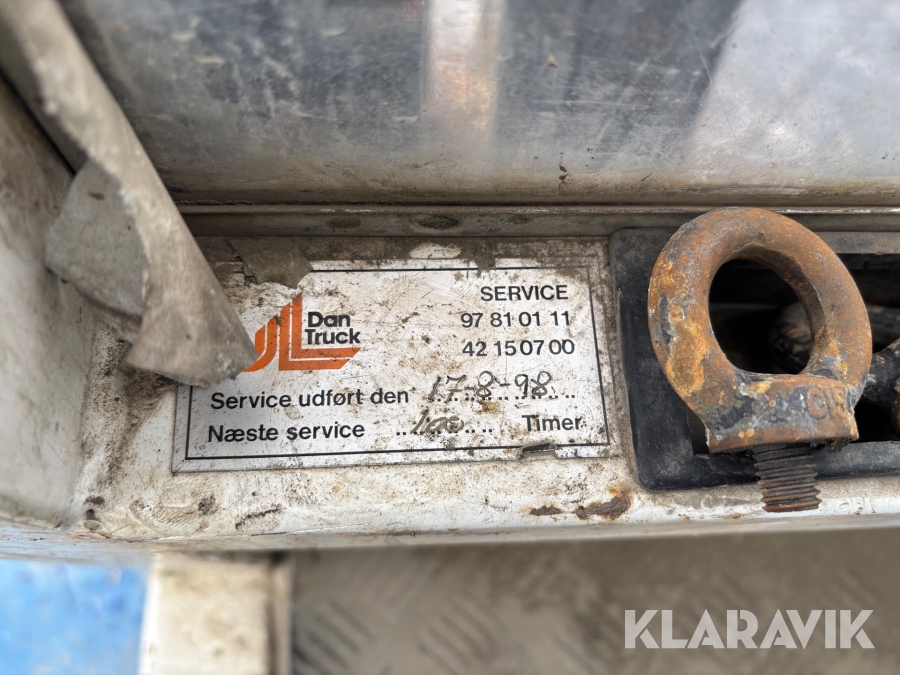 SERVICE
Dan
Truck
97 81 01 11
42 15 07 00
Service udført den 17-8-98
Næste service 100 Timer
KLARAVIK